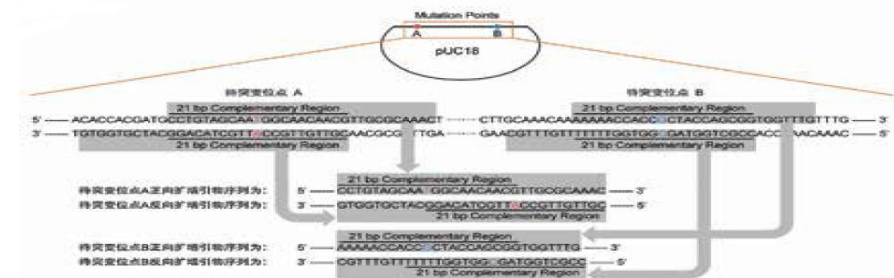 Mutation Points
A B
pUC18
待突变位点 A 待突变位点 B
21 bp Complementary Region 21 bp Complementary Region
5' ACACCACGATGCCTGTAGCAA GGCAACAACGTTGCGCAAACT CTTGCAAACAAAAAAACCACC CTACCAGCGGTGGTTTGTTTG 3'
3' TGTGGTGCTACGGACATCGTT CCGTTGTTGCAACGCG TTGA GAACGTTTGTTTTTTTGGTGG GATGGTCGCCACC AACAAAC 5'
21 bp Complementary Region 21 bp Complementary Region
21 bp Complementary Region
待突变位点A正向扩增引物序列为: 5' CCTGTAGCAA GGCAACAACGTTGCGCAAAC 3'
待突变位点A反向扩增引物序列为: 3' GTGGTGCTACGGACATCGTT CCGTTGTTGC 5'
21 bp Complementary Region
21 bp Complementary Region
待突变位点B正向扩增引物序列为: 5' AAAAACCACC CTACCAGCGGTGGTTTG 3'
待突变位点B反向扩增引物序列为: 3' CGTTTGTTTTTTTGGTGG GATGGTCGCC 5'
21 bp Complementary Region